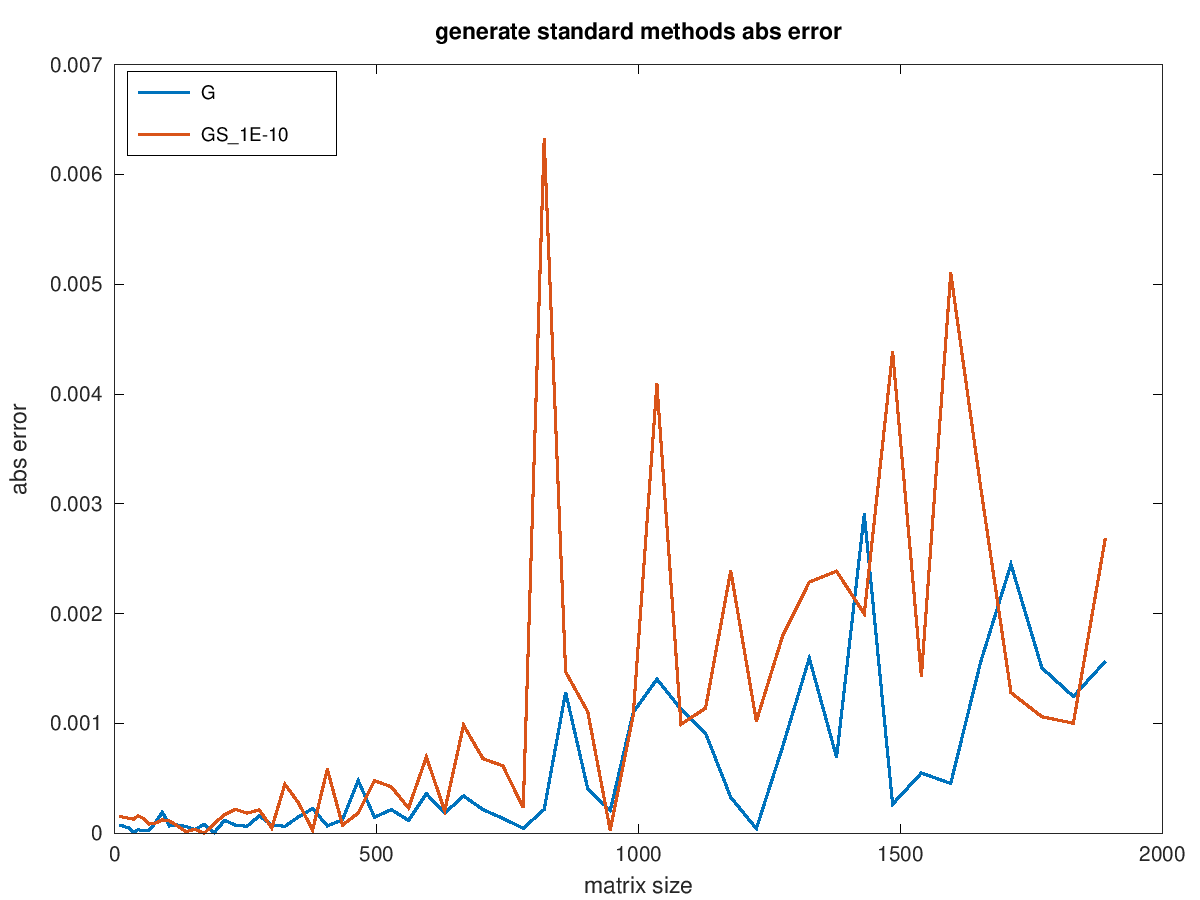 generate standard methods abs error
0.007
0.006
0.005
0.004
0.003
0.002
0.001
0
G
GS_1E-10
abs error
0 500 1000 1500 2000
matrix size